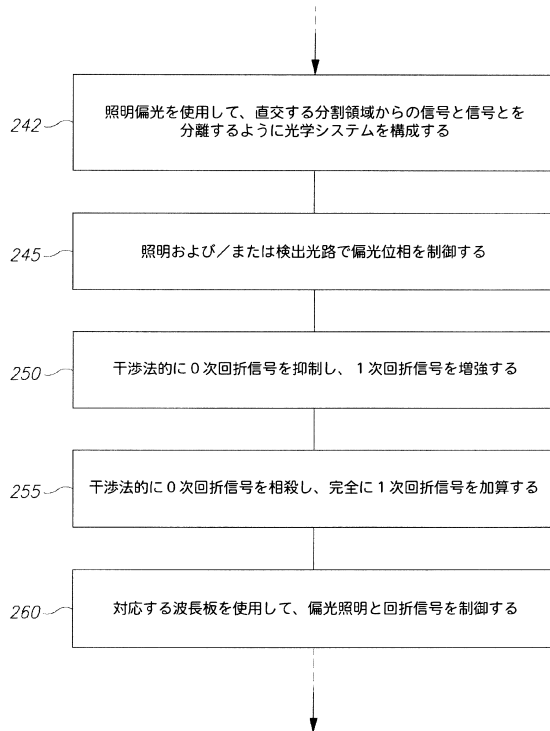 242
照明偏光を使用して、直交する分割領域からの信号と信号とを
分離するように光学システムを構成する
245
照明および／または検出光路で偏光位相を制御する
250
干渉法的に０次回折信号を抑制し、１次回折信号を増強する
255
干渉法的に０次回折信号を相殺し、完全に１次回折信号を加算する
260
対応する波長板を使用して、偏光照明と回折信号を制御する